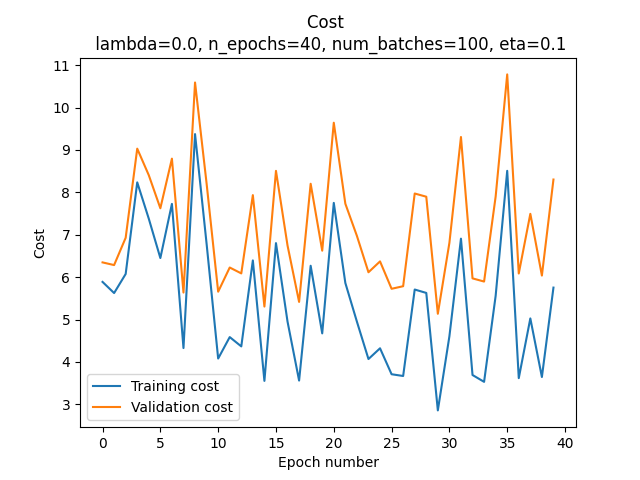 Cost
lambda=0.0, n_epochs=40, num_batches=100, eta=0.1
11
10
9
8
7
6
5
4
3
Cost
Training cost
Validation cost
0 5 10 15 20 25 30 35 40
Epoch number